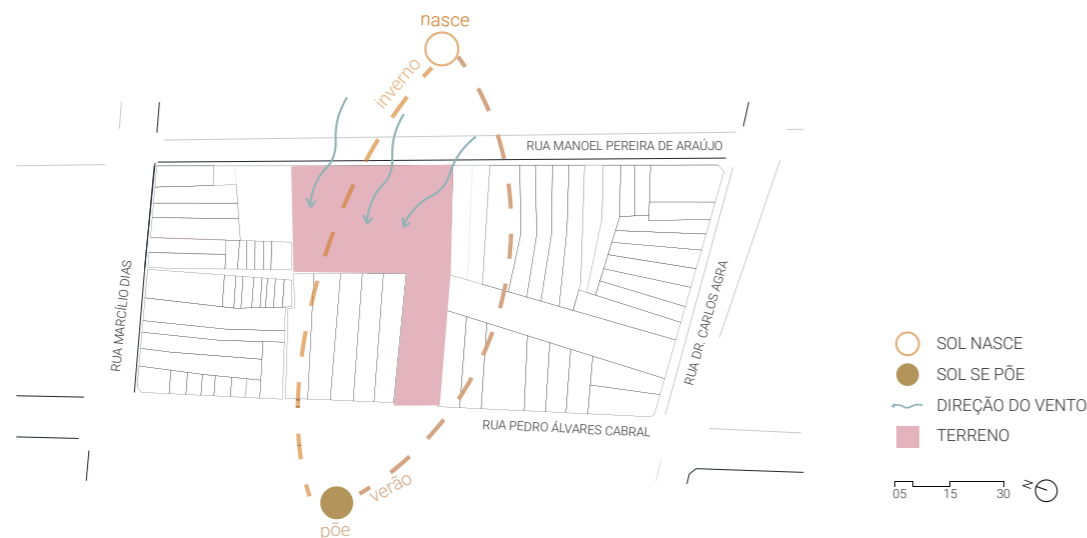 nasce
inverno
RUA MANOEL PEREIRA DE ARAÚJO
RUA MARCÍLIO DIAS
RUA DR. CARLOS AGRA
RUA PEDRO ÁLVARES CABRAL
verão
põe
SOL NASCE
SOL SE PÕE
DIREÇÃO DO VENTO
TERRENO
05 15 30
N